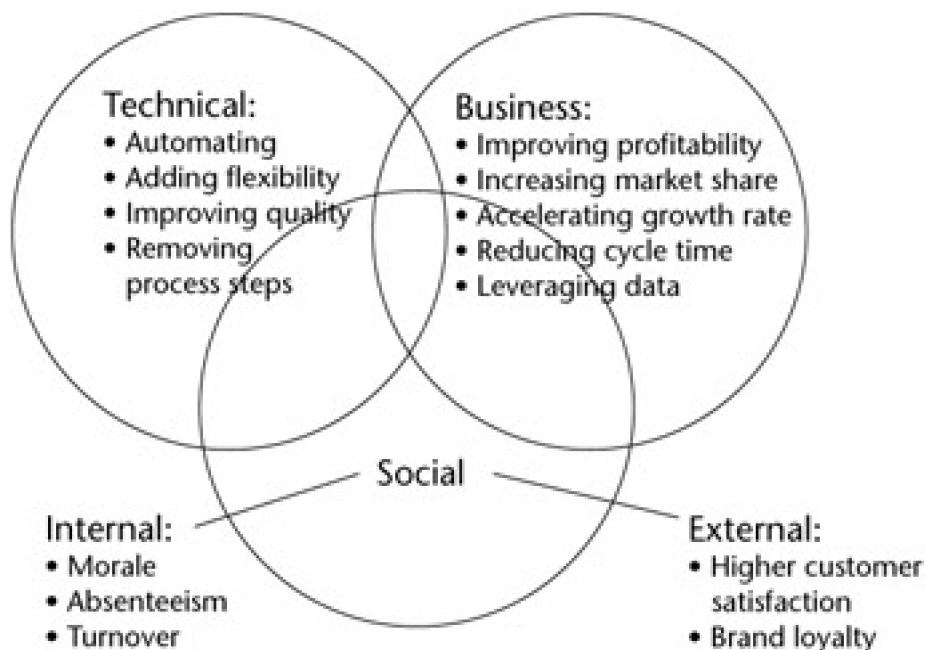 Technical:
• Automating
• Adding flexibility
• Improving quality
• Removing
process steps
Business:
• Improving profitability
• Increasing market share
• Accelerating growth rate
• Reducing cycle time
• Leveraging data
Social
Internal:
• Morale
• Absenteeism
• Turnover
External:
• Higher customer
satisfaction
• Brand loyalty